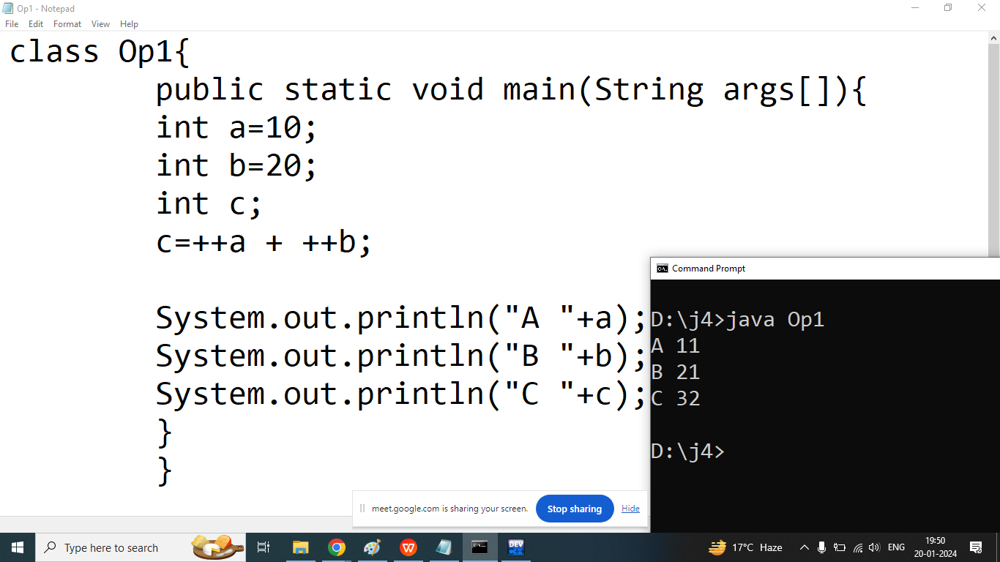 Op1 - Notepad
File Edit Format View Help
class Op1{
public static void main(String args[]){
int a=10;
int b=20;
int c;
c=++a + ++b;
System.out.println("A "+a);
System.out.println("B "+b);
System.out.println("C "+c);
}
}
Command Prompt
D:\j4>java Op1
A 11
B 21
C 32
D:\j4>
meet.google.com is sharing your screen. Stop sharing Hide
Type here to search
W
DEV
17°C Haze
ENG
19:50
20-01-2024